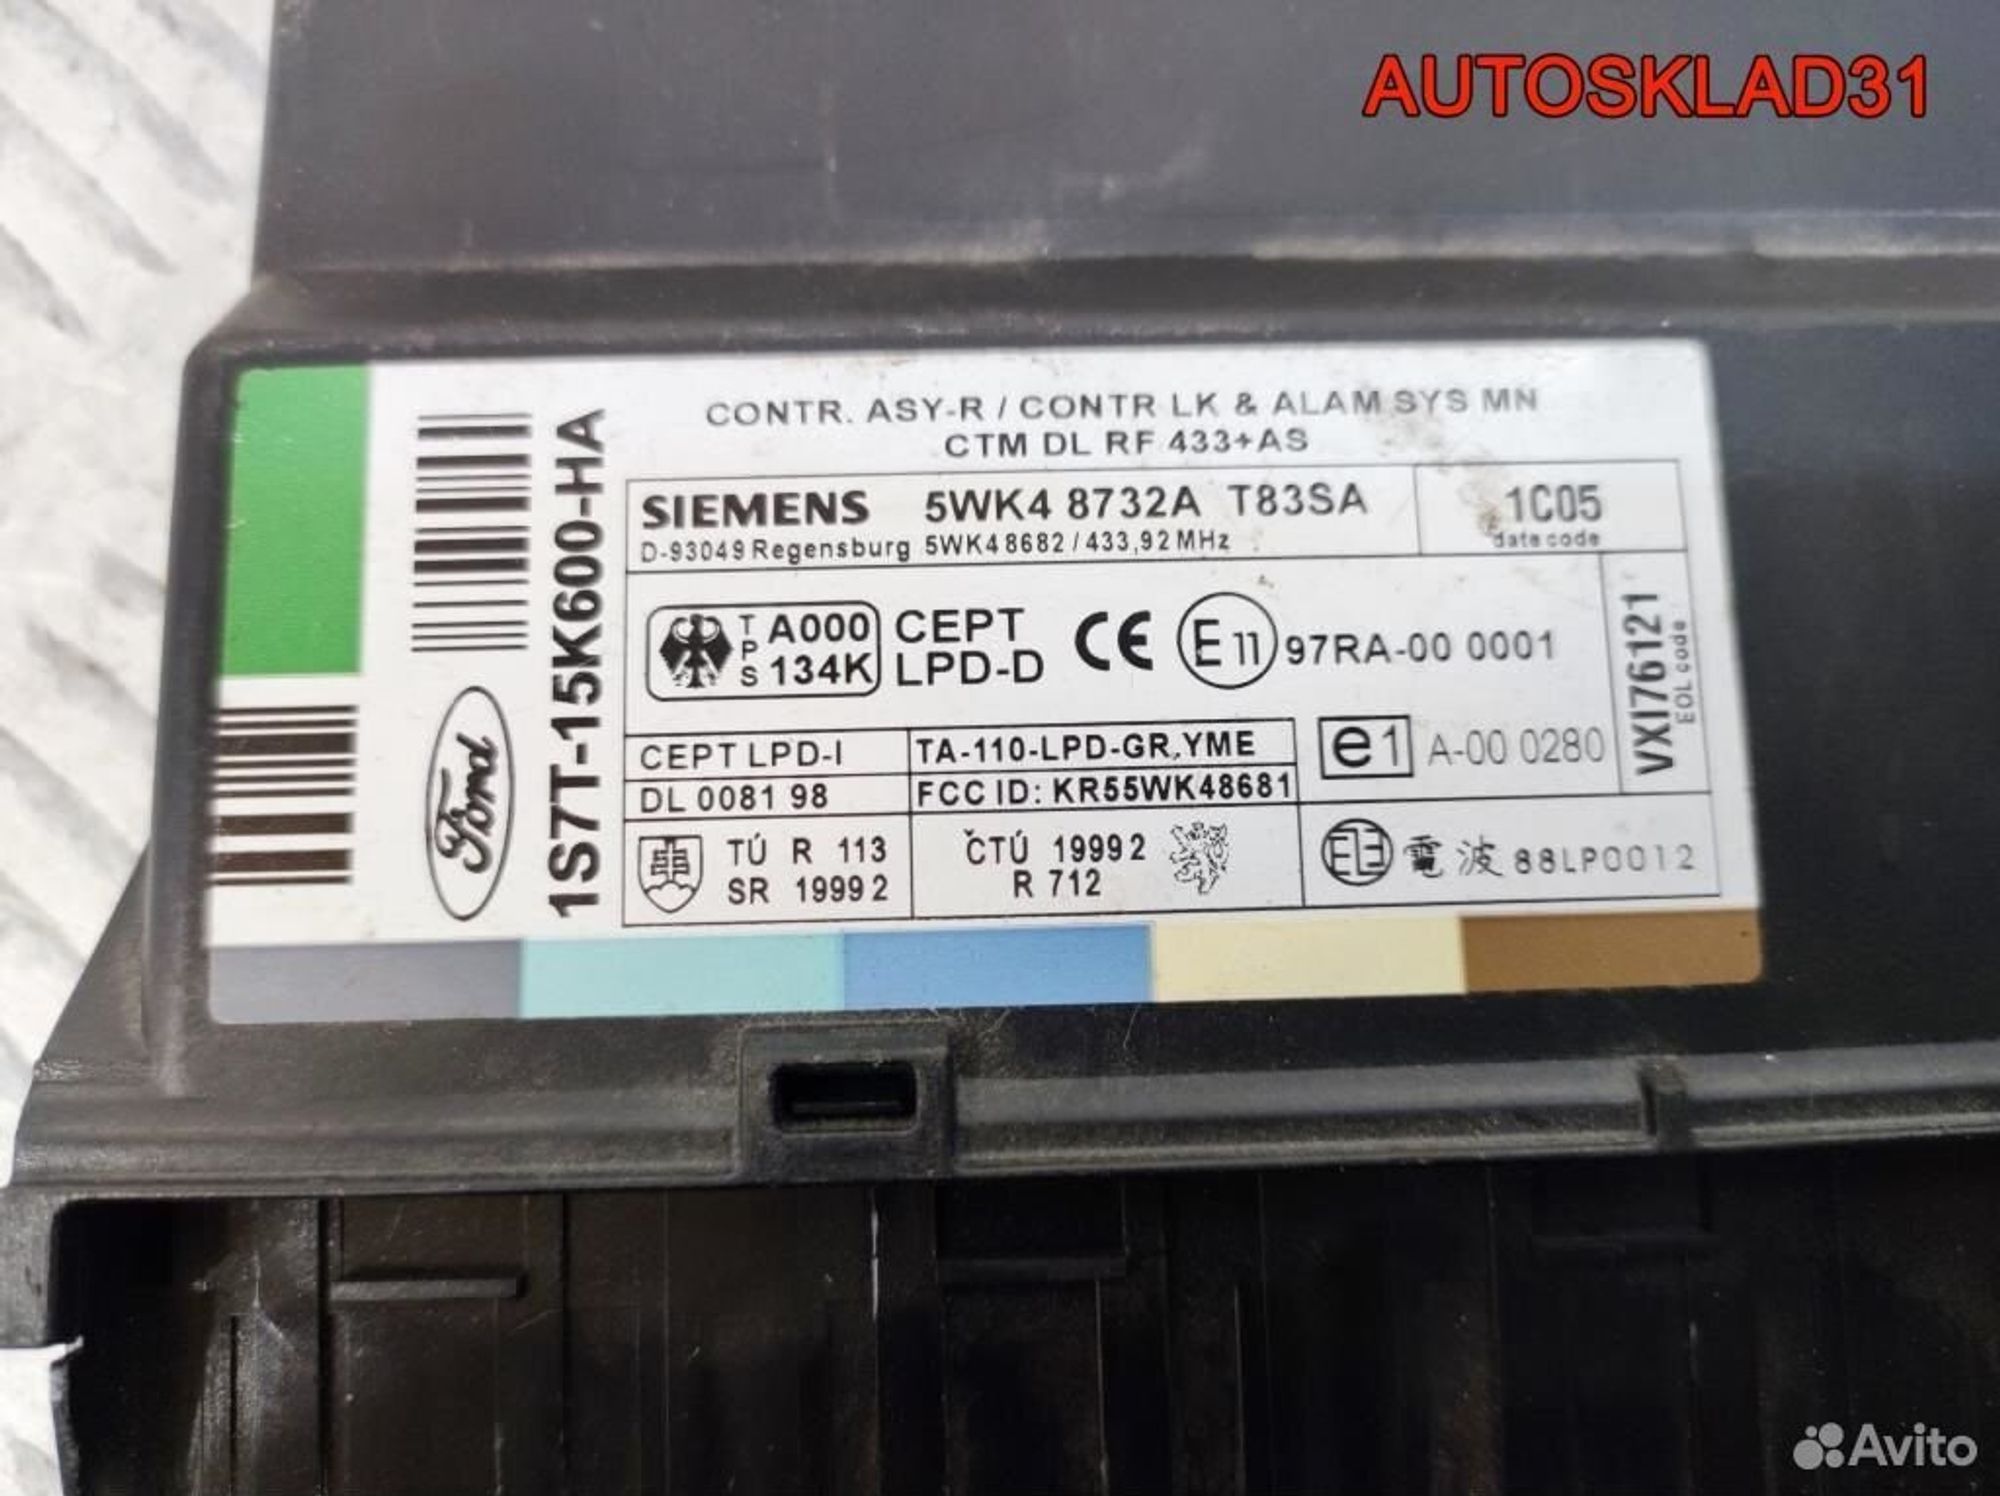 AUTOSKLAD31
CONTR. ASY-R / CONTR LK & ALAM SYS MN
CTM DL RF 433+AS
1S7T-15K600-HA
Ford
SIEMENS 5WK4 8732A T83SA
D-93049 Regensburg 5WK48682 / 433,92 MHz
1C05
date code
TPS A000 134K
CEPT LPD-D
CE
E11 97RA-00 0001
VXI76121
EOL code
CEPT LPD-I
TA-110-LPD-GR,YME
e1 A-00 0280
DL 0081 98
FCC ID: KR55WK48681
TÚ R 113
SR 1999 2
ČTÚ 1999 2
R 712
電波 88LP0012
Avito